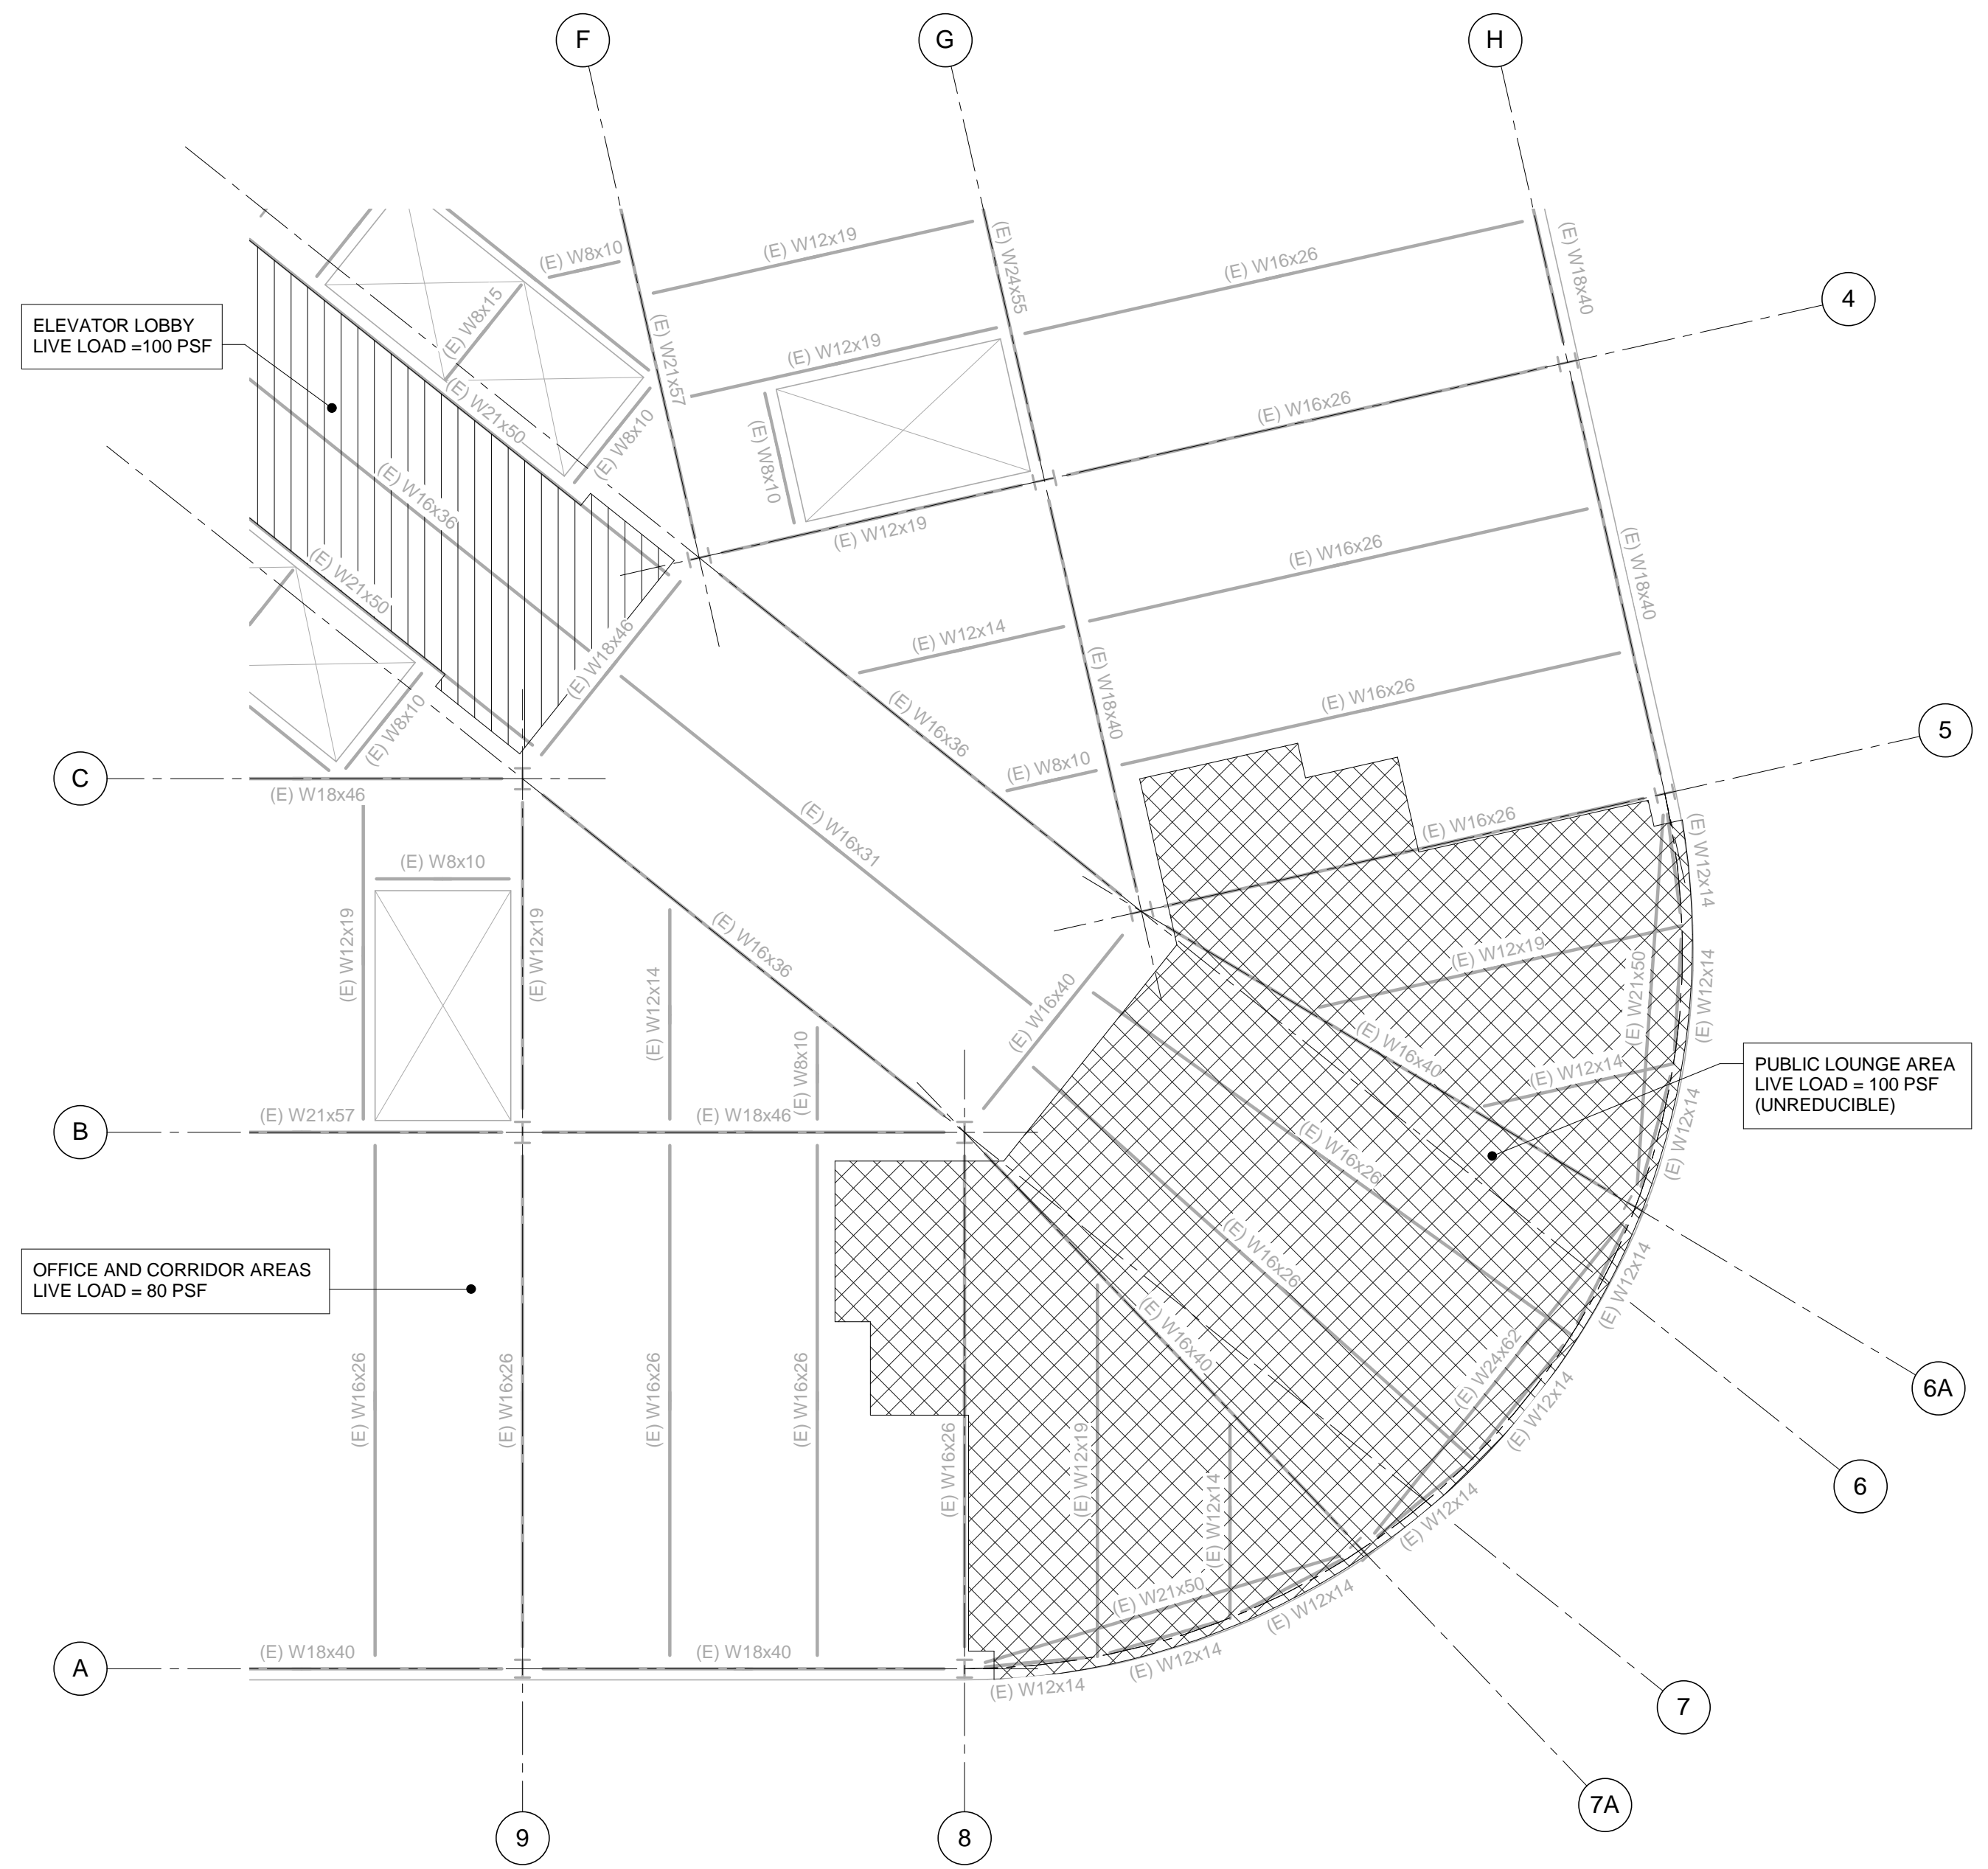 F
G
H
(E) W8x10
(E) W12x19
(E) W24x55
(E) W16x26
(E) W18x40
4
ELEVATOR LOBBY
LIVE LOAD =100 PSF
(E) W8x15
(E) W21x57
(E) W12x19
(E) W21x50
(E) W8x10
(E) W16x26
(E) W16x36
(E) W8x10
(E) W12x19
(E) W16x26
(E) W21x50
(E) W18x46
(E) W12x14
(E) W18x40
(E) W18x40
(E) W8x10
(E) W16x36
(E) W16x26
5
(E) W8x10
C
(E) W18x46
(E) W16x31
(E) W16x26
(E) W12x14
(E) W8x10
(E) W12x19
(E) W12x19
(E) W12x14
(E) W16x36
(E) W12x19
(E) W21x50
(E) W12x14
(E) W16x40
(E) W16x40
(E) W8x10
(E) W12x14
(E) W12x14
PUBLIC LOUNGE AREA
LIVE LOAD = 100 PSF
(UNREDUCIBLE)
B
(E) W21x57
(E) W18x46
(E) W16x26
OFFICE AND CORRIDOR AREAS
LIVE LOAD = 80 PSF
(E) W16x26
(E) W12x14
(E) W16x40
(E) W24x62
(E) W16x26
(E) W16x26
(E) W16x26
(E) W16x26
(E) W16x26
(E) W12x19
(E) W12x14
(E) W12x14
(E) W12x14
6A
6
(E) W21x50
(E) W12x14
A
(E) W18x40
(E) W18x40
(E) W12x14
(E) W12x14
7
7A
9
8